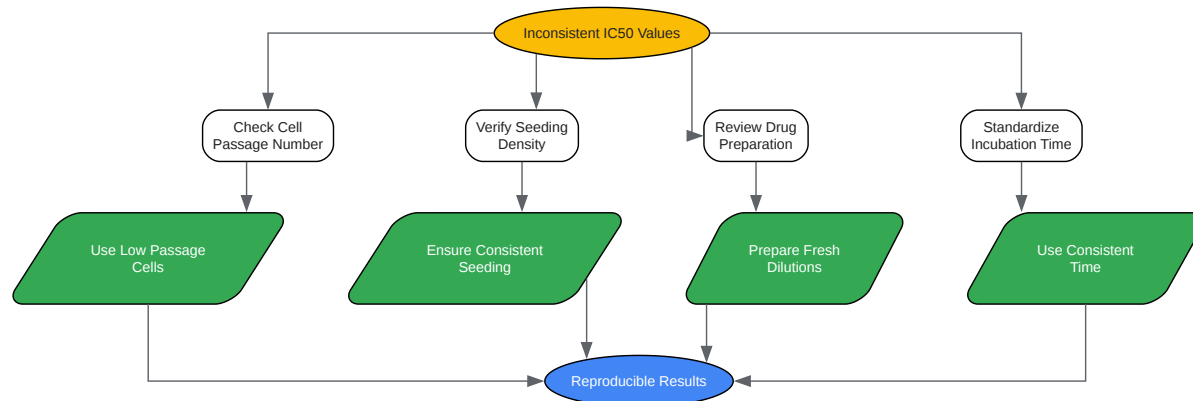 Inconsistent IC50 Values
Check Cell
Passage Number
Verify Seeding
Density
Review Drug
Preparation
Standardize
Incubation Time
Use Low Passage
Cells
Ensure Consistent
Seeding
Prepare Fresh
Dilutions
Use Consistent
Time
Reproducible Results